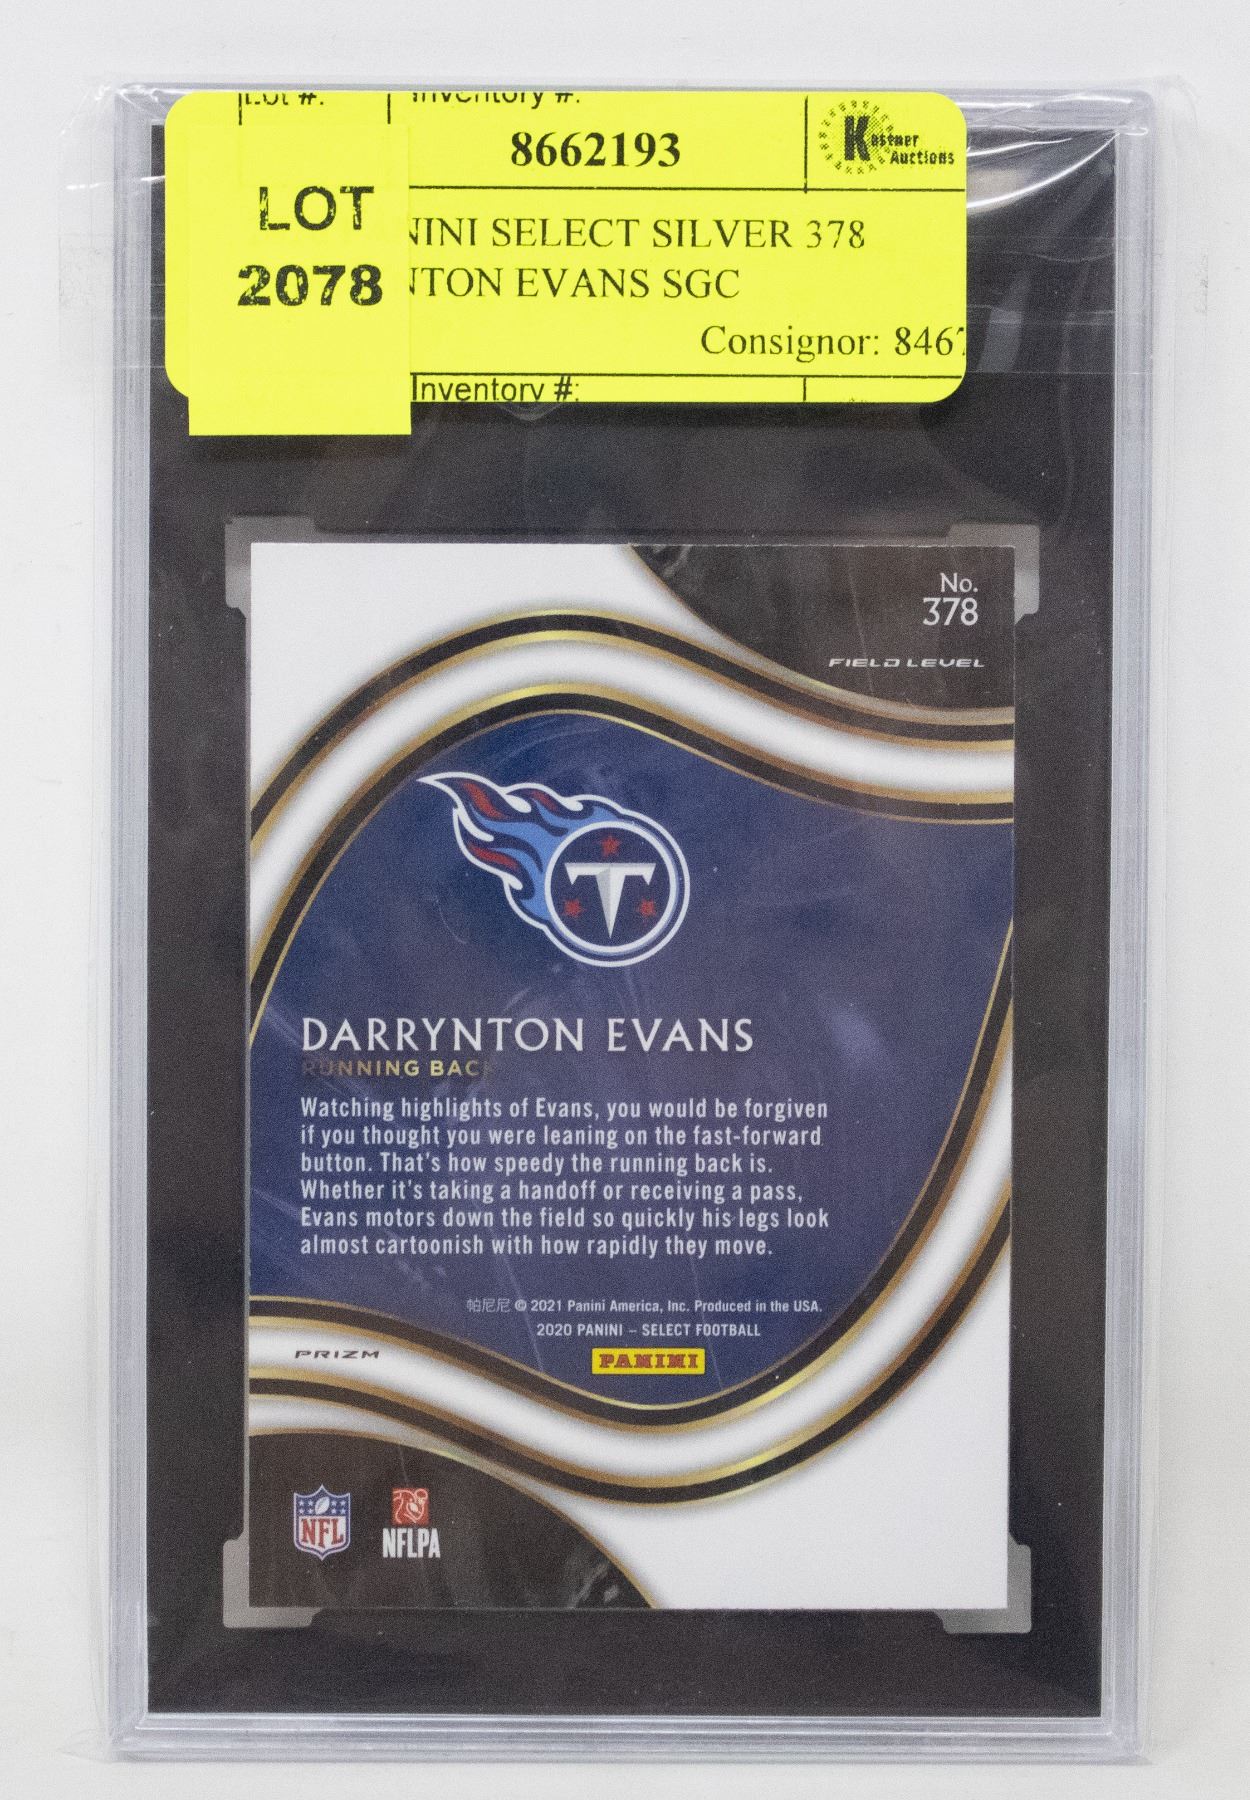 Lot #:
Inventory #:
8662193
Kastner
Auctions
LOT
2078
NINI SELECT SILVER 378
NTON EVANS SGC
Consignor: 846
Inventory #:
No.
378
FIELD LEVEL
T
DARRYNTON EVANS
RUNNING BACK
Watching highlights of Evans, you would be forgiven
if you thought you were leaning on the fast-forward
button. That's how speedy the running back is.
Whether it's taking a handoff or receiving a pass,
Evans motors down the field so quickly his legs look
almost cartoonish with how rapidly they move.
帕尼尼 © 2021 Panini America, Inc. Produced in the USA.
2020 PANINI – SELECT FOOTBALL
PANINI
PRIZM
NFL
NFLPA